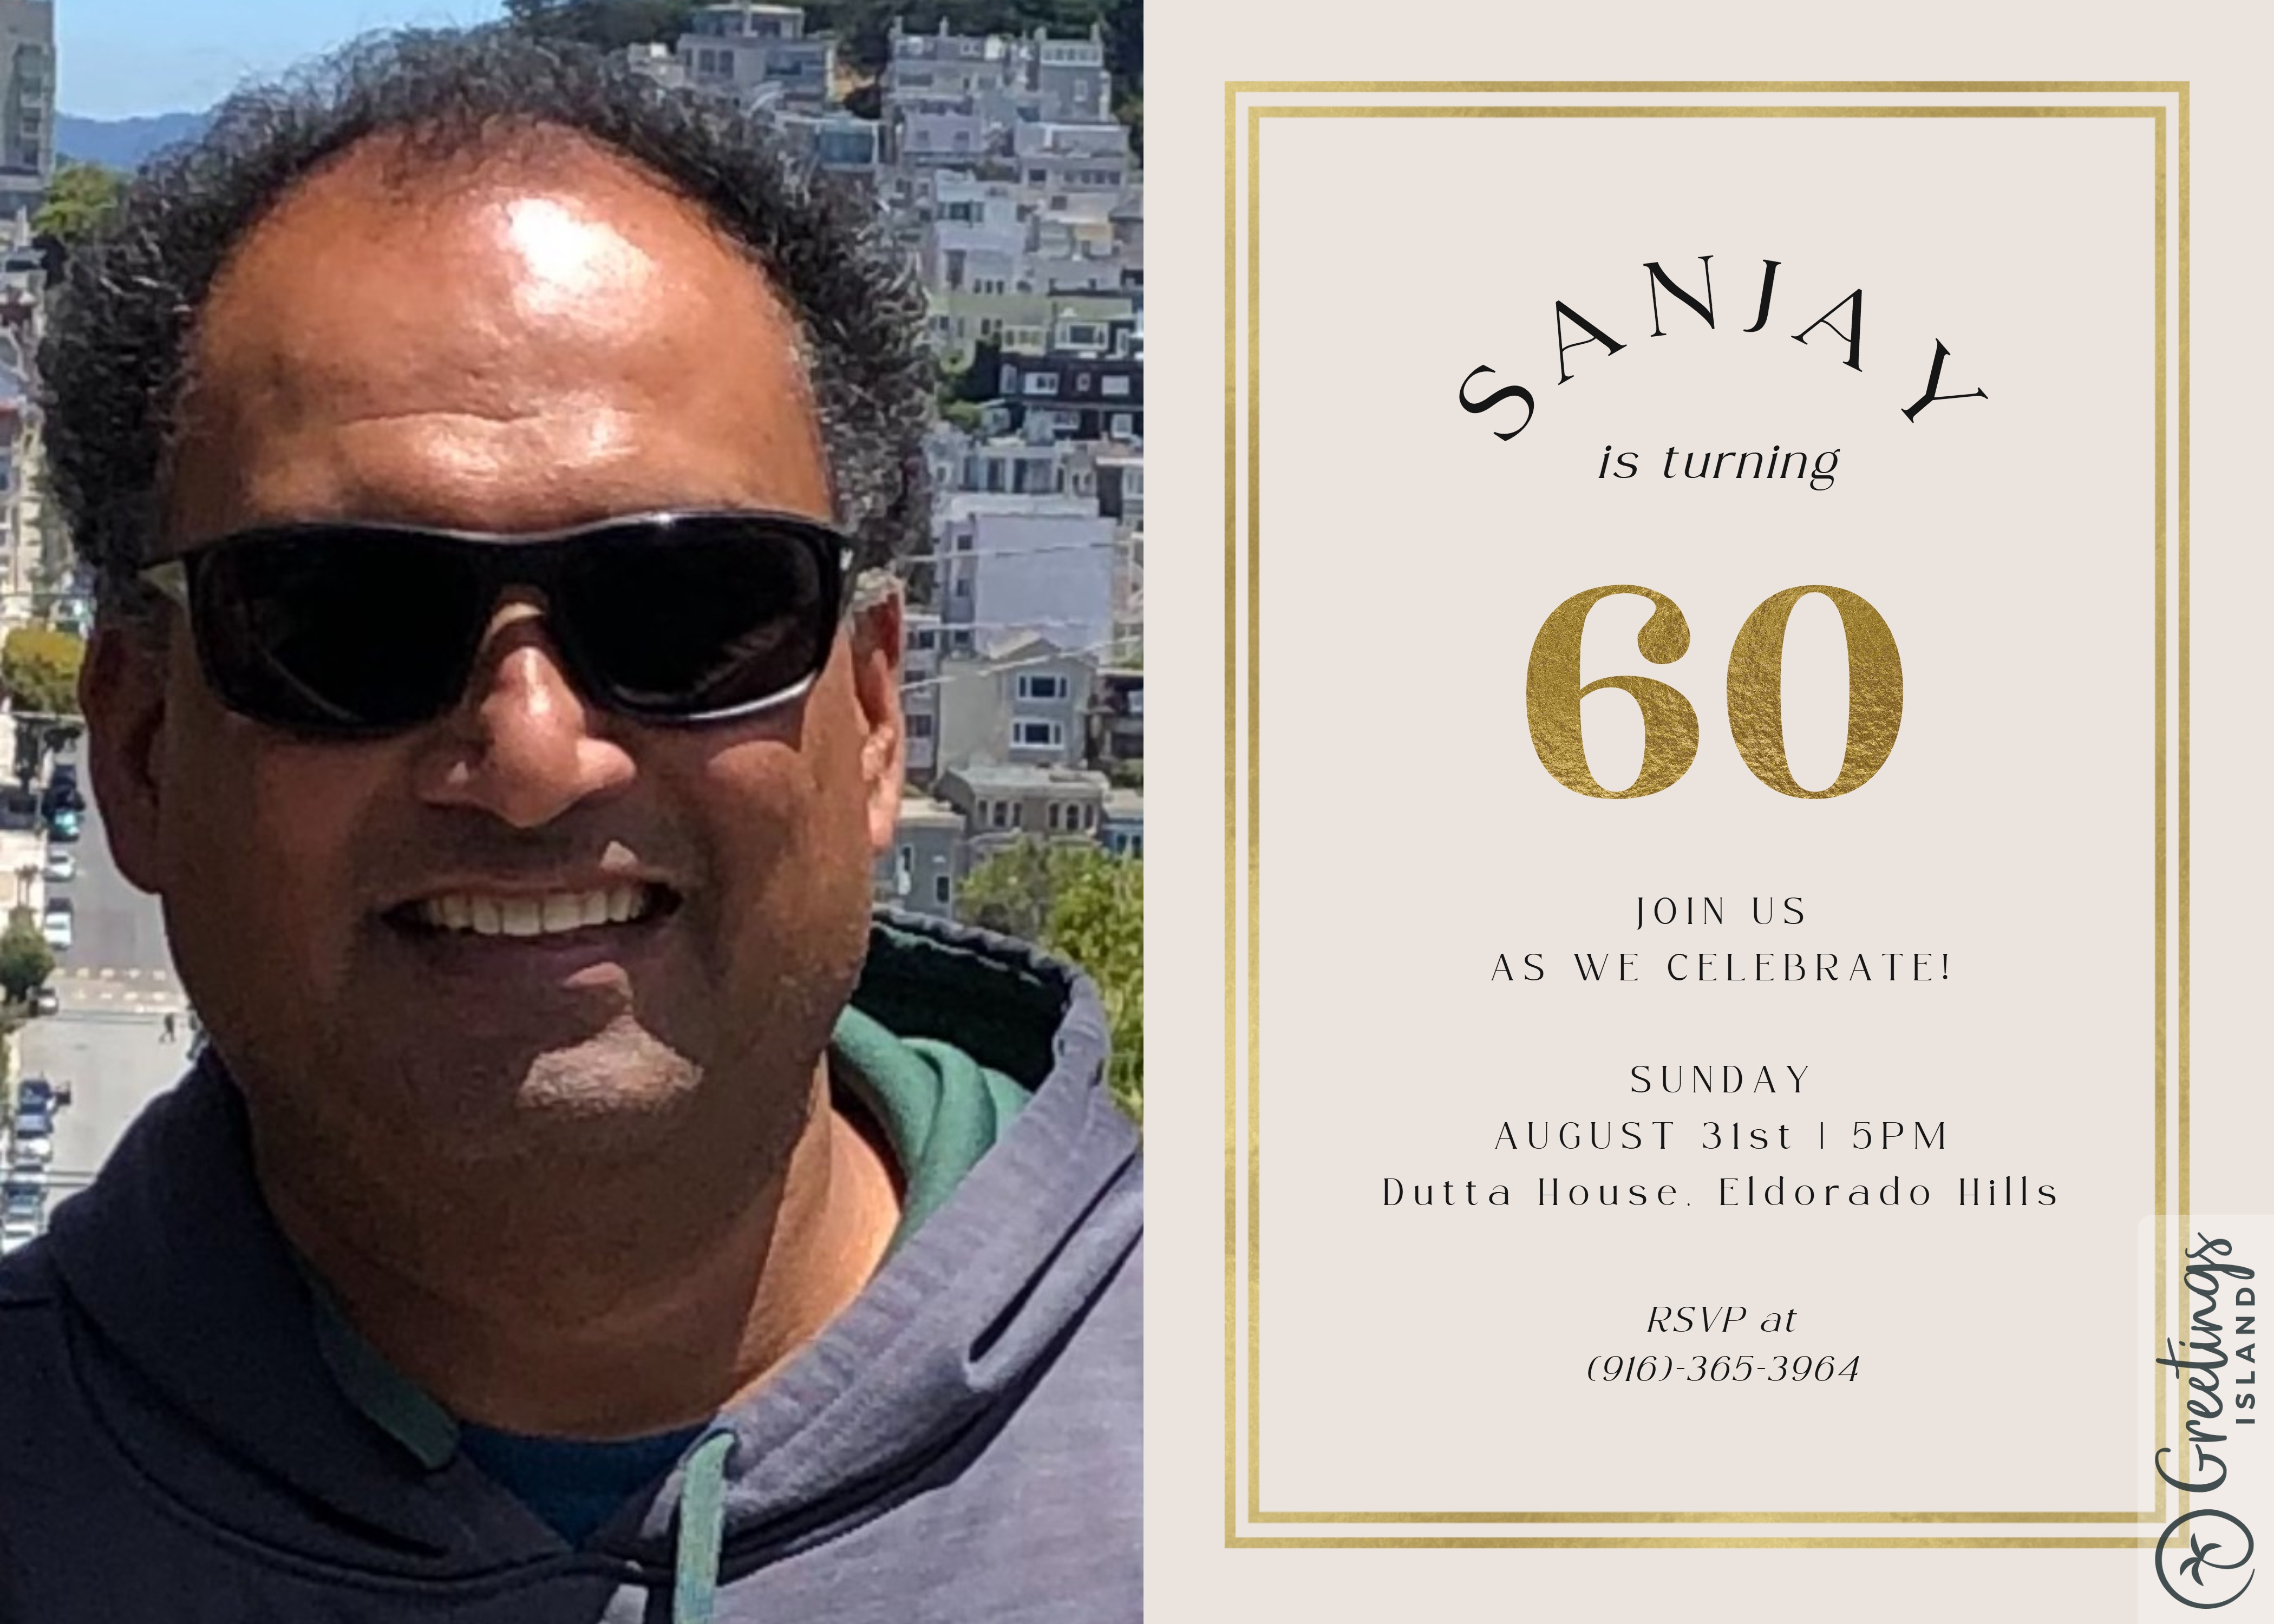 SANJAY
is turning
60
JOIN US
AS WE CELEBRATE!
SUNDAY
AUGUST 31st | 5PM
Dutta House. Eldorado Hills
RSVP at
(916)-365-3964
Greetings
ISLAND